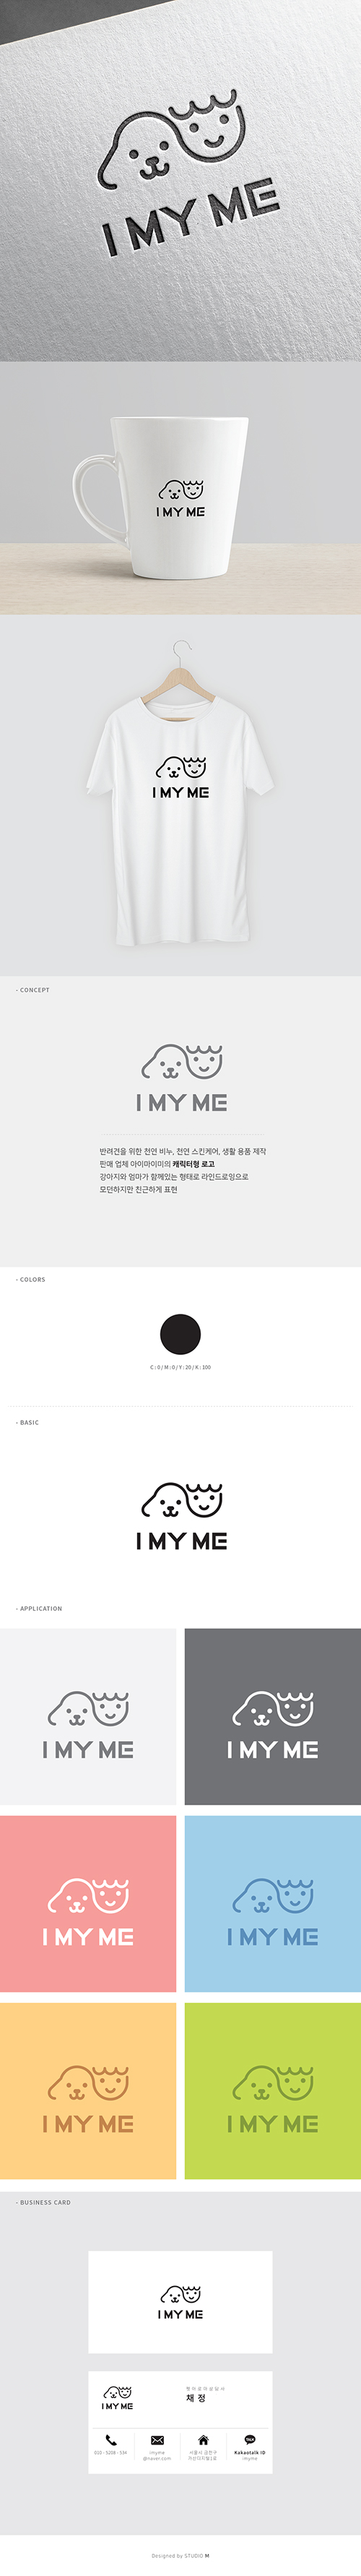 I MY ME
I MY ME
I MY ME
- CONCEPT
I MY ME
반려견을 위한 천연 비누, 천연 스킨케어, 생활 용품 제작
판매 업체 아이마이미의 캐릭터형 로고
강아지와 엄마가 함께있는 형태로 라인드로잉으로
모던하지만 친근하게 표현
- COLORS
C : 0 / M : 0 / Y : 20 / K : 100
- BASIC
I MY ME
- APPLICATION
I MY ME
I MY ME
I MY ME
I MY ME
I MY ME
I MY ME
- BUSINESS CARD
I MY ME
I MY ME
채 정
imyme
@naver.com
서울시 금천구
Kakaotalk ID
imyme
Designed by STUDIO M